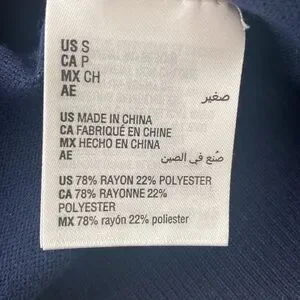 US S
CA P
MX CH
AE صغير
US MADE IN CHINA
CA FABRIQUÉ EN CHINE
MX HECHO EN CHINA
AE صنع في الصين
US 78% RAYON 22% POLYESTER
CA 78% RAYONNE 22%
POLYESTER
MX 78% rayón 22% poliester